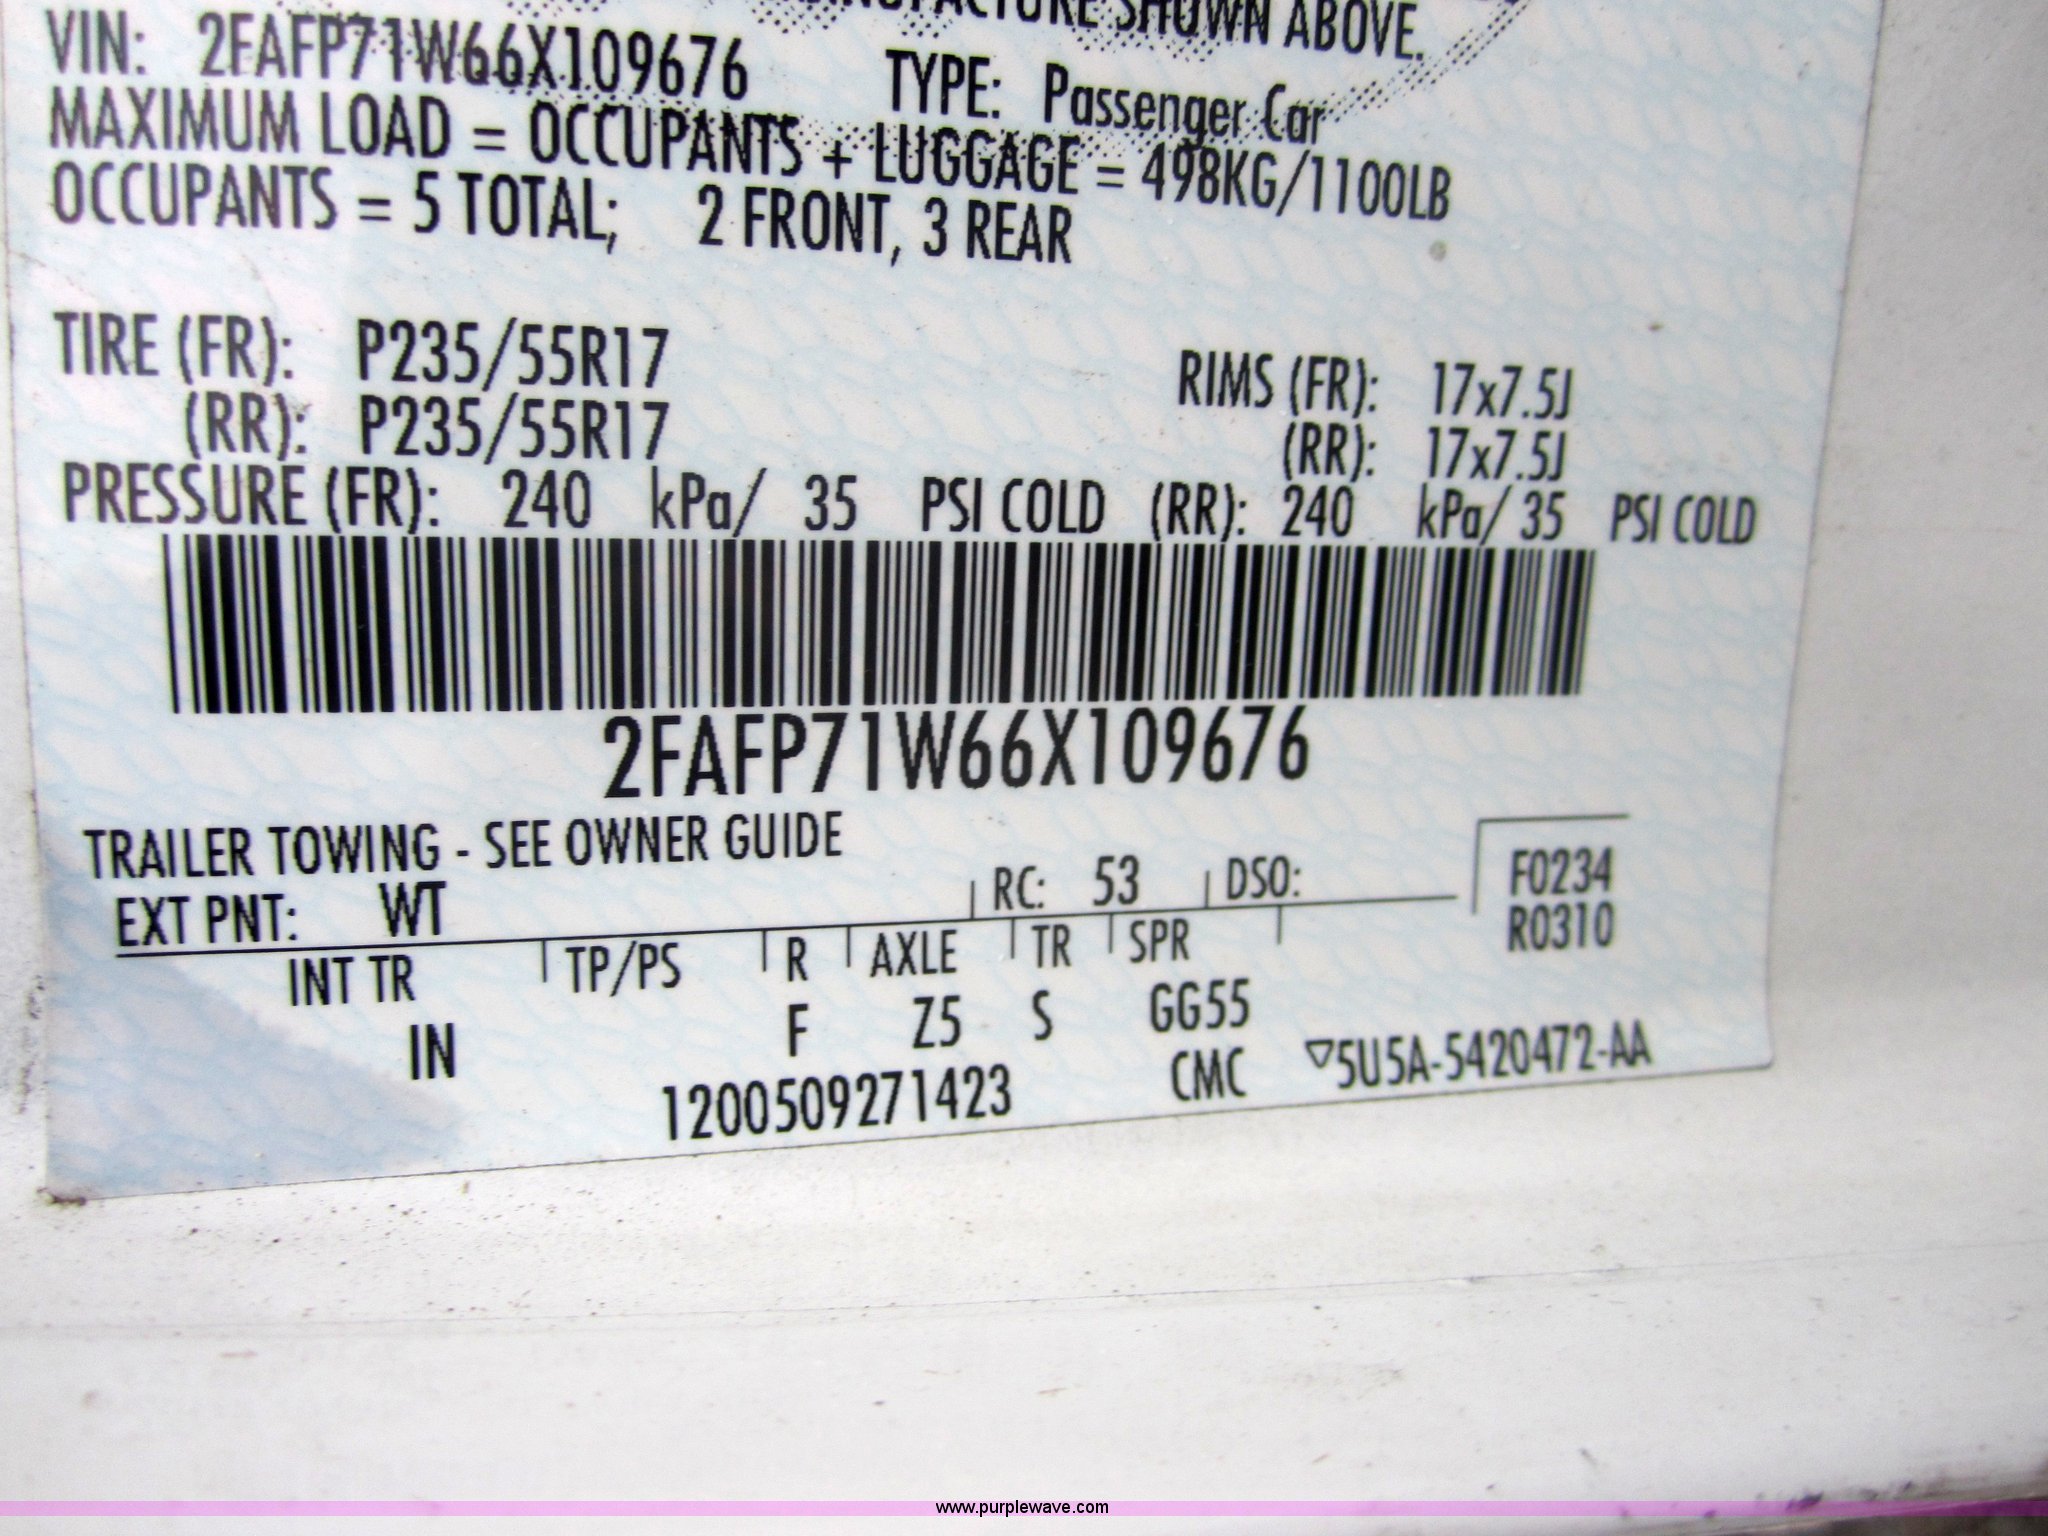 MANUFACTURE SHOWN ABOVE.
VIN: 2FAFP71W66X109676 TYPE: Passenger Car
MAXIMUM LOAD = OCCUPANTS + LUGGAGE = 498KG/1100LB
OCCUPANTS = 5 TOTAL; 2 FRONT, 3 REAR
TIRE (FR): P235/55R17 RIMS (FR): 17x7.5J
(RR): P235/55R17 (RR): 17x7.5J
PRESSURE (FR): 240 kPa/ 35 PSI COLD (RR): 240 kPa/ 35 PSI COLD
2FAFP71W66X109676
TRAILER TOWING - SEE OWNER GUIDE
EXT PNT: WT RC: 53 DSO: F0234
R0310
INT TR TP/PS R AXLE TR SPR
IN F Z5 S GG55
1200509271423 CMC ▽5U5A-5420472-AA
www.purplewave.com